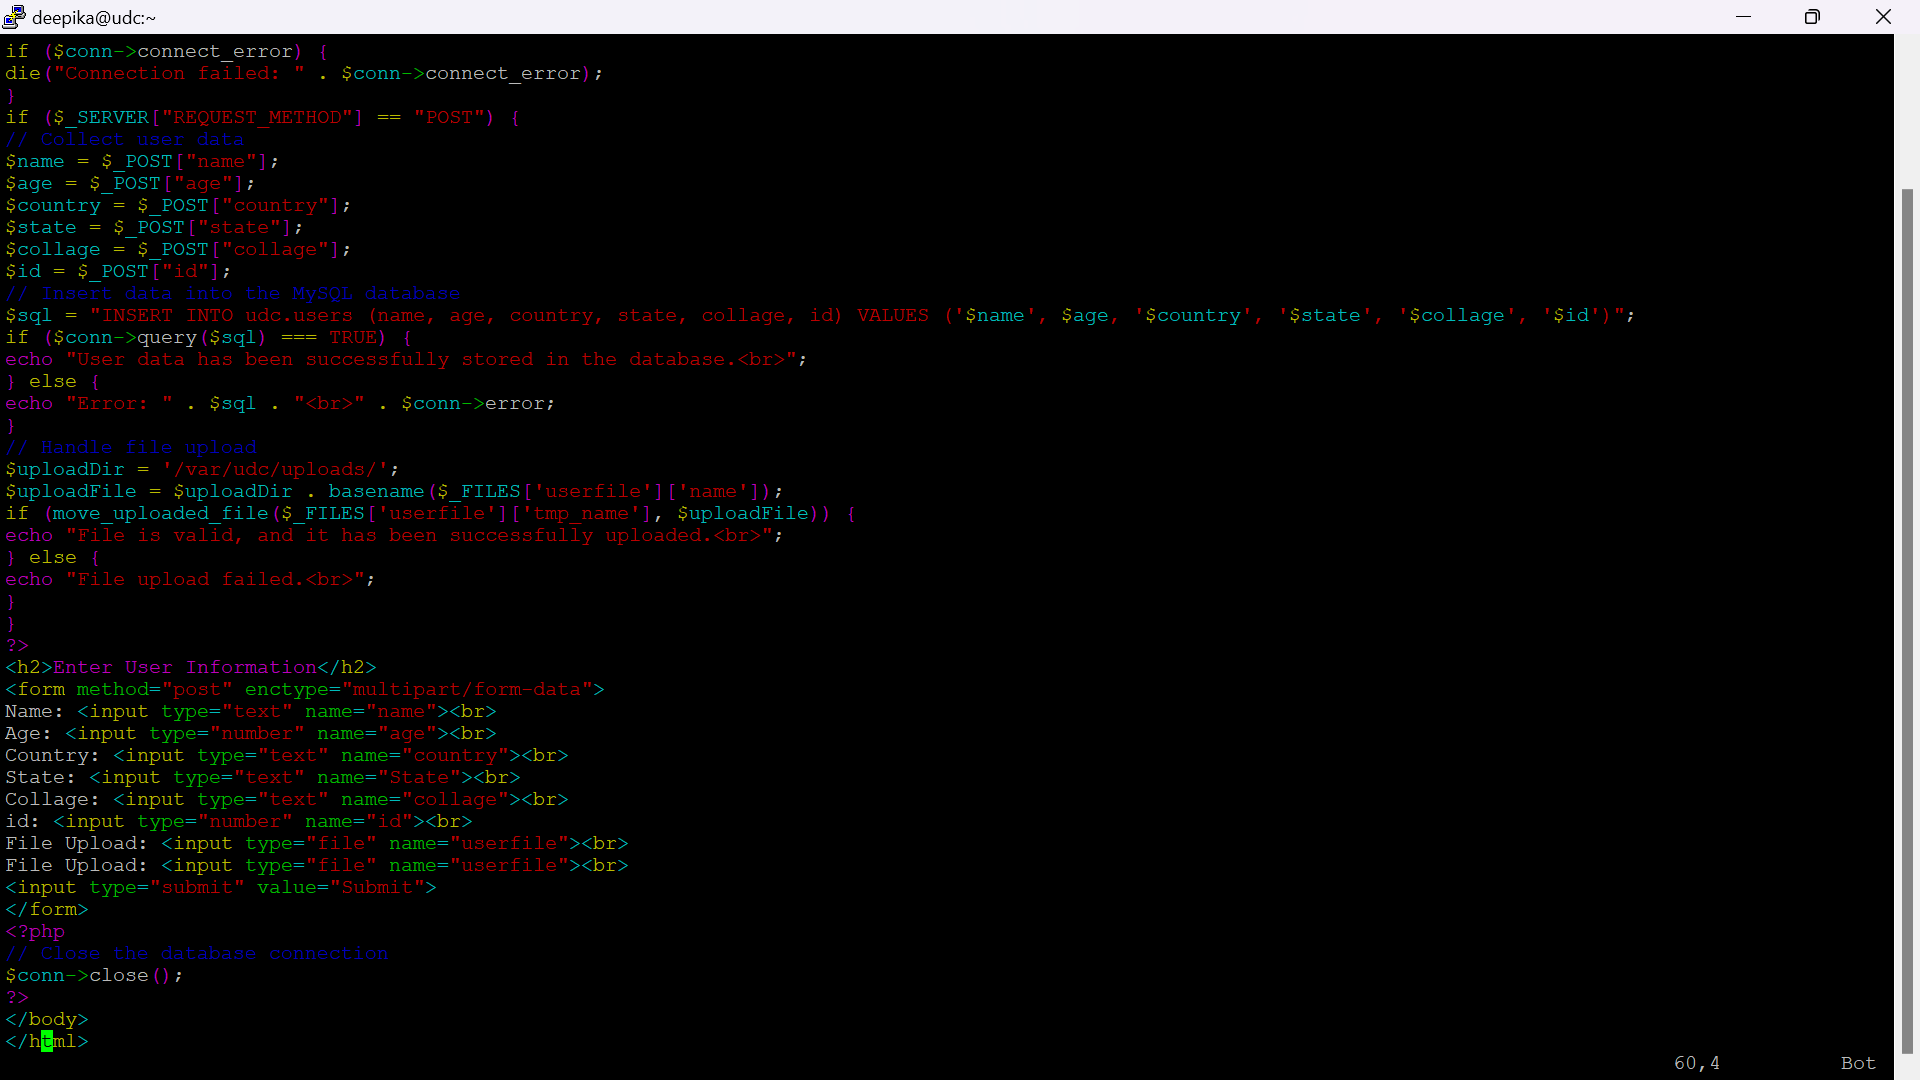 deepika@udc:~
if ($conn->connect_error) {
die("Connection failed: " . $conn->connect_error);
}
if ($_SERVER["REQUEST_METHOD"] == "POST") {
// Collect user data
$name = $_POST["name"];
$age = $_POST["age"];
$country = $_POST["country"];
$state = $_POST["state"];
$collage = $_POST["collage"];
$id = $_POST["id"];
// Insert data into the MySQL database
$sql = "INSERT INTO udc.users (name, age, country, state, collage, id) VALUES ('$name', $age, '$country', '$state', '$collage', '$id')";
if ($conn->query($sql) === TRUE) {
echo "User data has been successfully stored in the database.<br>";
} else {
echo "Error: " . $sql . "<br>" . $conn->error;
}
// Handle file upload
$uploadDir = '/var/udc/uploads/';
$uploadFile = $uploadDir . basename($_FILES['userfile']['name']);
if (move_uploaded_file($_FILES['userfile']['tmp_name'], $uploadFile)) {
echo "File is valid, and it has been successfully uploaded.<br>";
} else {
echo "File upload failed.<br>";
}
}
?>
<h2>Enter User Information</h2>
<form method="post" enctype="multipart/form-data">
Name: <input type="text" name="name"><br>
Age: <input type="number" name="age"><br>
Country: <input type="text" name="country"><br>
State: <input type="text" name="State"><br>
Collage: <input type="text" name="collage"><br>
id: <input type="number" name="id"><br>
File Upload: <input type="file" name="userfile"><br>
File Upload: <input type="file" name="userfile"><br>
<input type="submit" value="Submit">
</form>
<?php
// Close the database connection
$conn->close();
?>
</body>
</html>
60,4 Bot